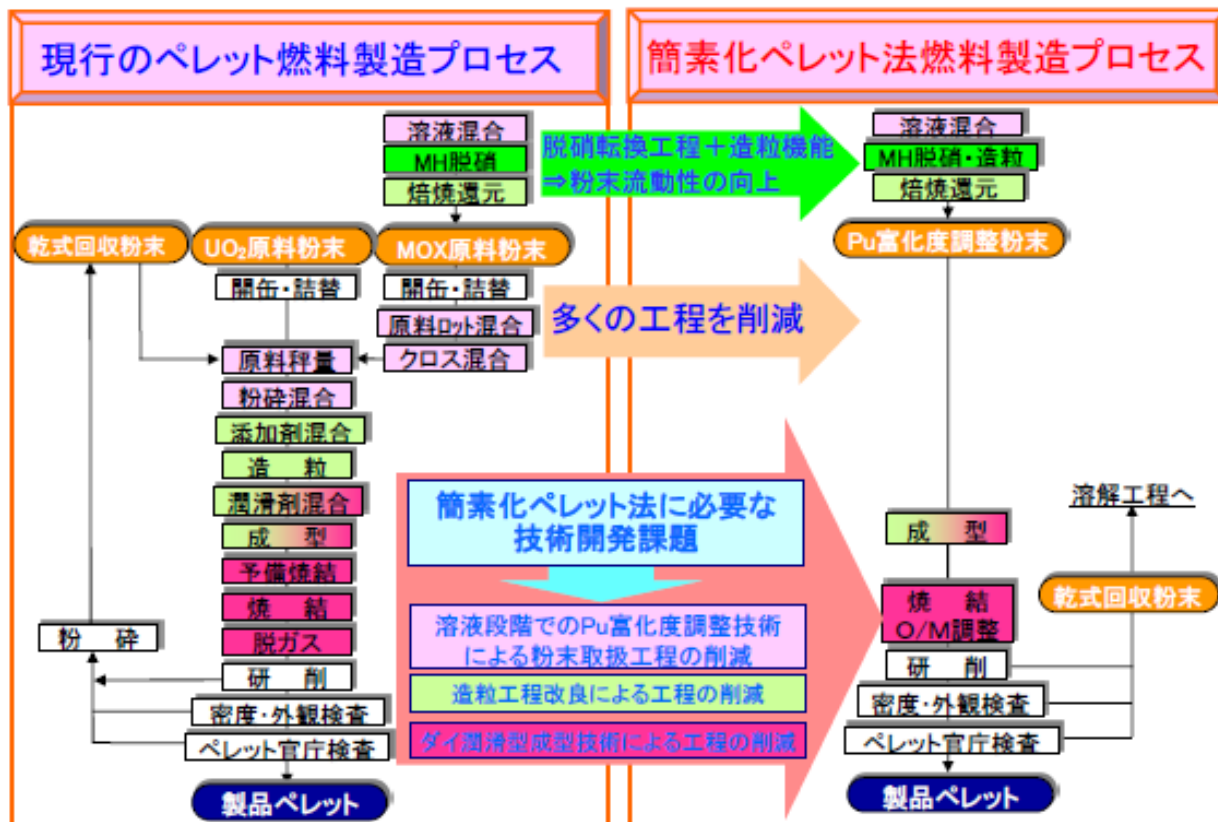 現行のペレット燃料製造プロセス
溶液混合
MH脱硝
焙焼還元
乾式回収粉末
UO₂原料粉末
MOX原料粉末
開缶・詰替
開缶・詰替
原料ロット混合
原料秤量
クロス混合
粉砕混合
添加剤混合
造 粒
潤滑剤混合
成 型
予備焼結
焼 結
脱ガス
粉 砕
研 削
密度・外観検査
ペレット官庁検査
製品ペレット
脱硝転換工程+造粒機能
⇒粉末流動性の向上
多くの工程を削減
簡素化ペレット法に必要な
技術開発課題
溶液段階でのPu富化度調整技術
による粉末取扱工程の削減
造粒工程改良による工程の削減
ダイ潤滑型成型技術による工程の削減
簡素化ペレット法燃料製造プロセス
溶液混合
MH脱硝・造粒
焙焼還元
Pu富化度調整粉末
溶解工程へ
成 型
乾式回収粉末
焼 結
O/M調整
研 削
密度・外観検査
ペレット官庁検査
製品ペレット